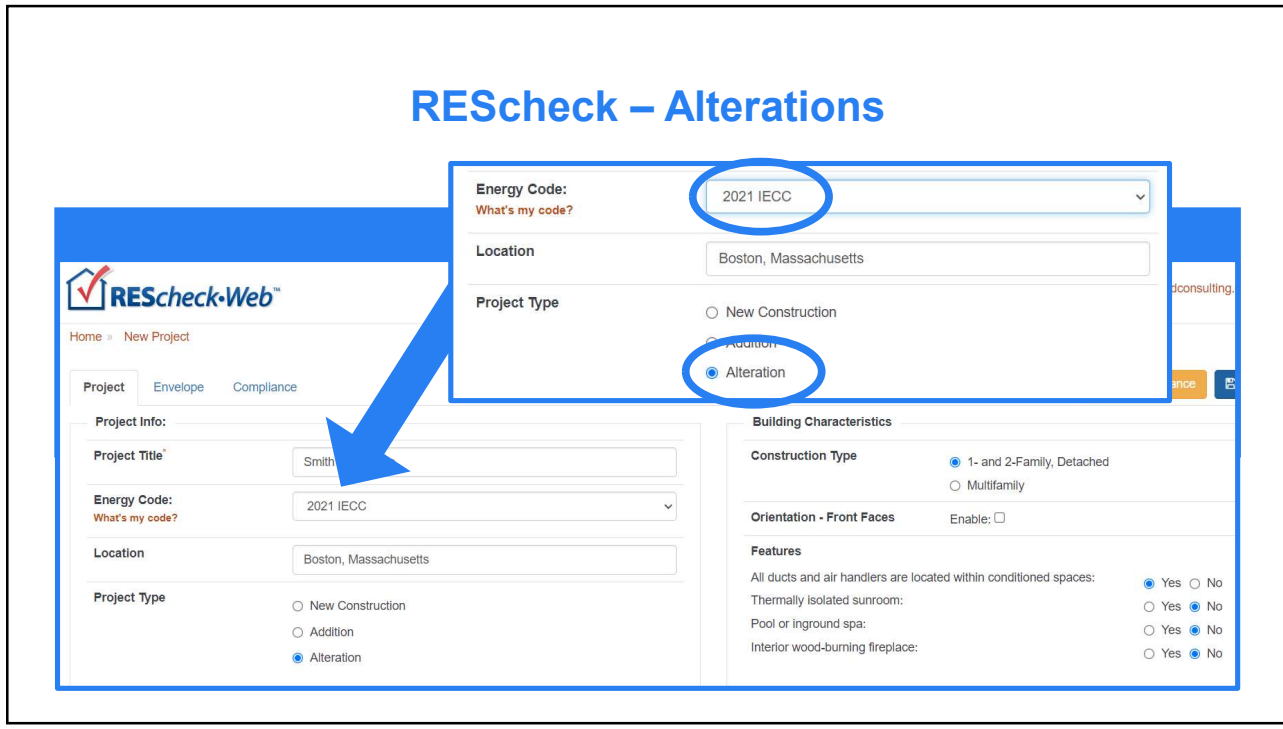 REScheck – Alterations
Energy Code:
What's my code?
2021 IECC
Location
Boston, Massachusetts
Project Type
New Construction
Addition
Alteration
REScheck•Web™
dconsulting.
Home » New Project
Project Envelope Compliance
ance
Project Info:
Project Title*
Smith
Energy Code:
What's my code?
2021 IECC
Location
Boston, Massachusetts
Project Type
New Construction
Addition
Alteration
Building Characteristics
Construction Type
1- and 2-Family, Detached
Multifamily
Orientation - Front Faces
Enable:
Features
All ducts and air handlers are located within conditioned spaces: Yes No
Thermally isolated sunroom: Yes No
Pool or inground spa: Yes No
Interior wood-burning fireplace: Yes No